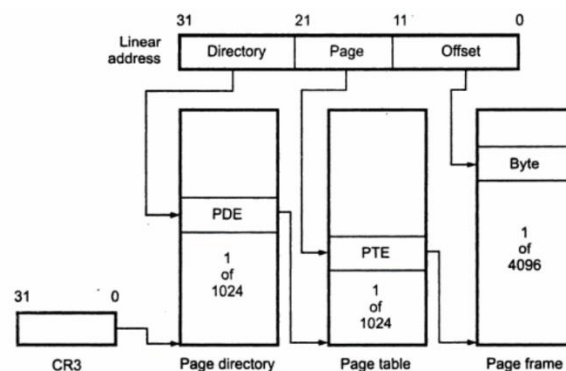 31 21 11 0
Linear address
Directory Page Offset
Byte
PDE
PTE
1 of 1024
1 of 1024
1 of 4096
31 0
CR3 Page directory Page table Page frame